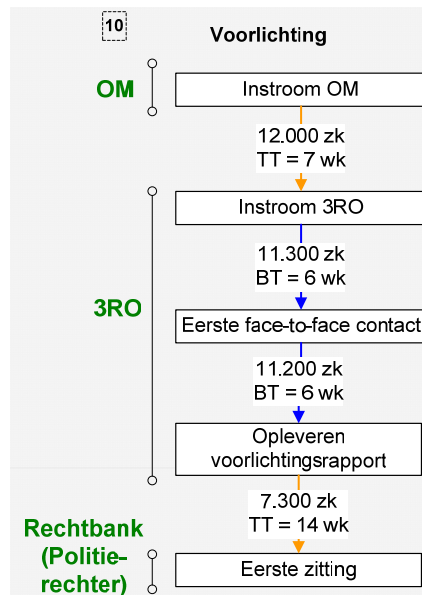 10
Voorlichting
OM
Instroom OM
12.000 zk
TT = 7 wk
Instroom 3RO
11.300 zk
BT = 6 wk
3RO
Eerste face-to-face contact
11.200 zk
BT = 6 wk
Opleveren
voorlichtingsrapport
7.300 zk
TT = 14 wk
Rechtbank
(Politie-
rechter)
Eerste zitting